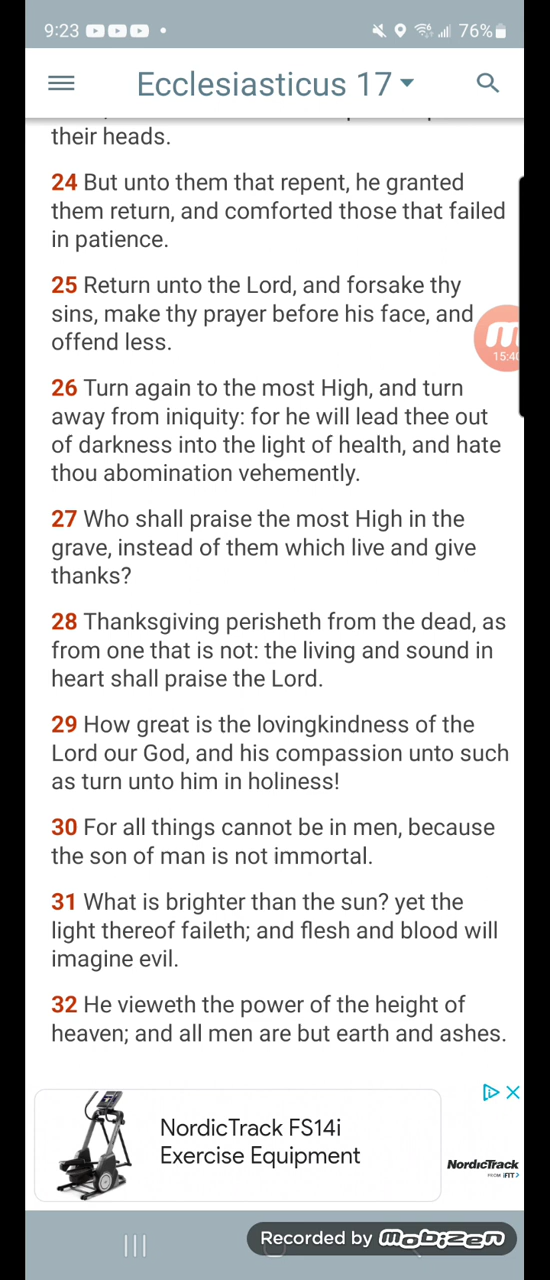 9:23
76%
Ecclesiasticus 17
their heads.
24 But unto them that repent, he granted
them return, and comforted those that failed
in patience.
25 Return unto the Lord, and forsake thy
sins, make thy prayer before his face, and
offend less.
15:40
26 Turn again to the most High, and turn
away from iniquity: for he will lead thee out
of darkness into the light of health, and hate
thou abomination vehemently.
27 Who shall praise the most High in the
grave, instead of them which live and give
thanks?
28 Thanksgiving perisheth from the dead, as
from one that is not: the living and sound in
heart shall praise the Lord.
29 How great is the lovingkindness of the
Lord our God, and his compassion unto such
as turn unto him in holiness!
30 For all things cannot be in men, because
the son of man is not immortal.
31 What is brighter than the sun? yet the
light thereof faileth; and flesh and blood will
imagine evil.
32 He vieweth the power of the height of
heaven; and all men are but earth and ashes.
NordicTrack FS14i
Exercise Equipment
NordicTrack
FROM iFIT
Recorded by mobizen